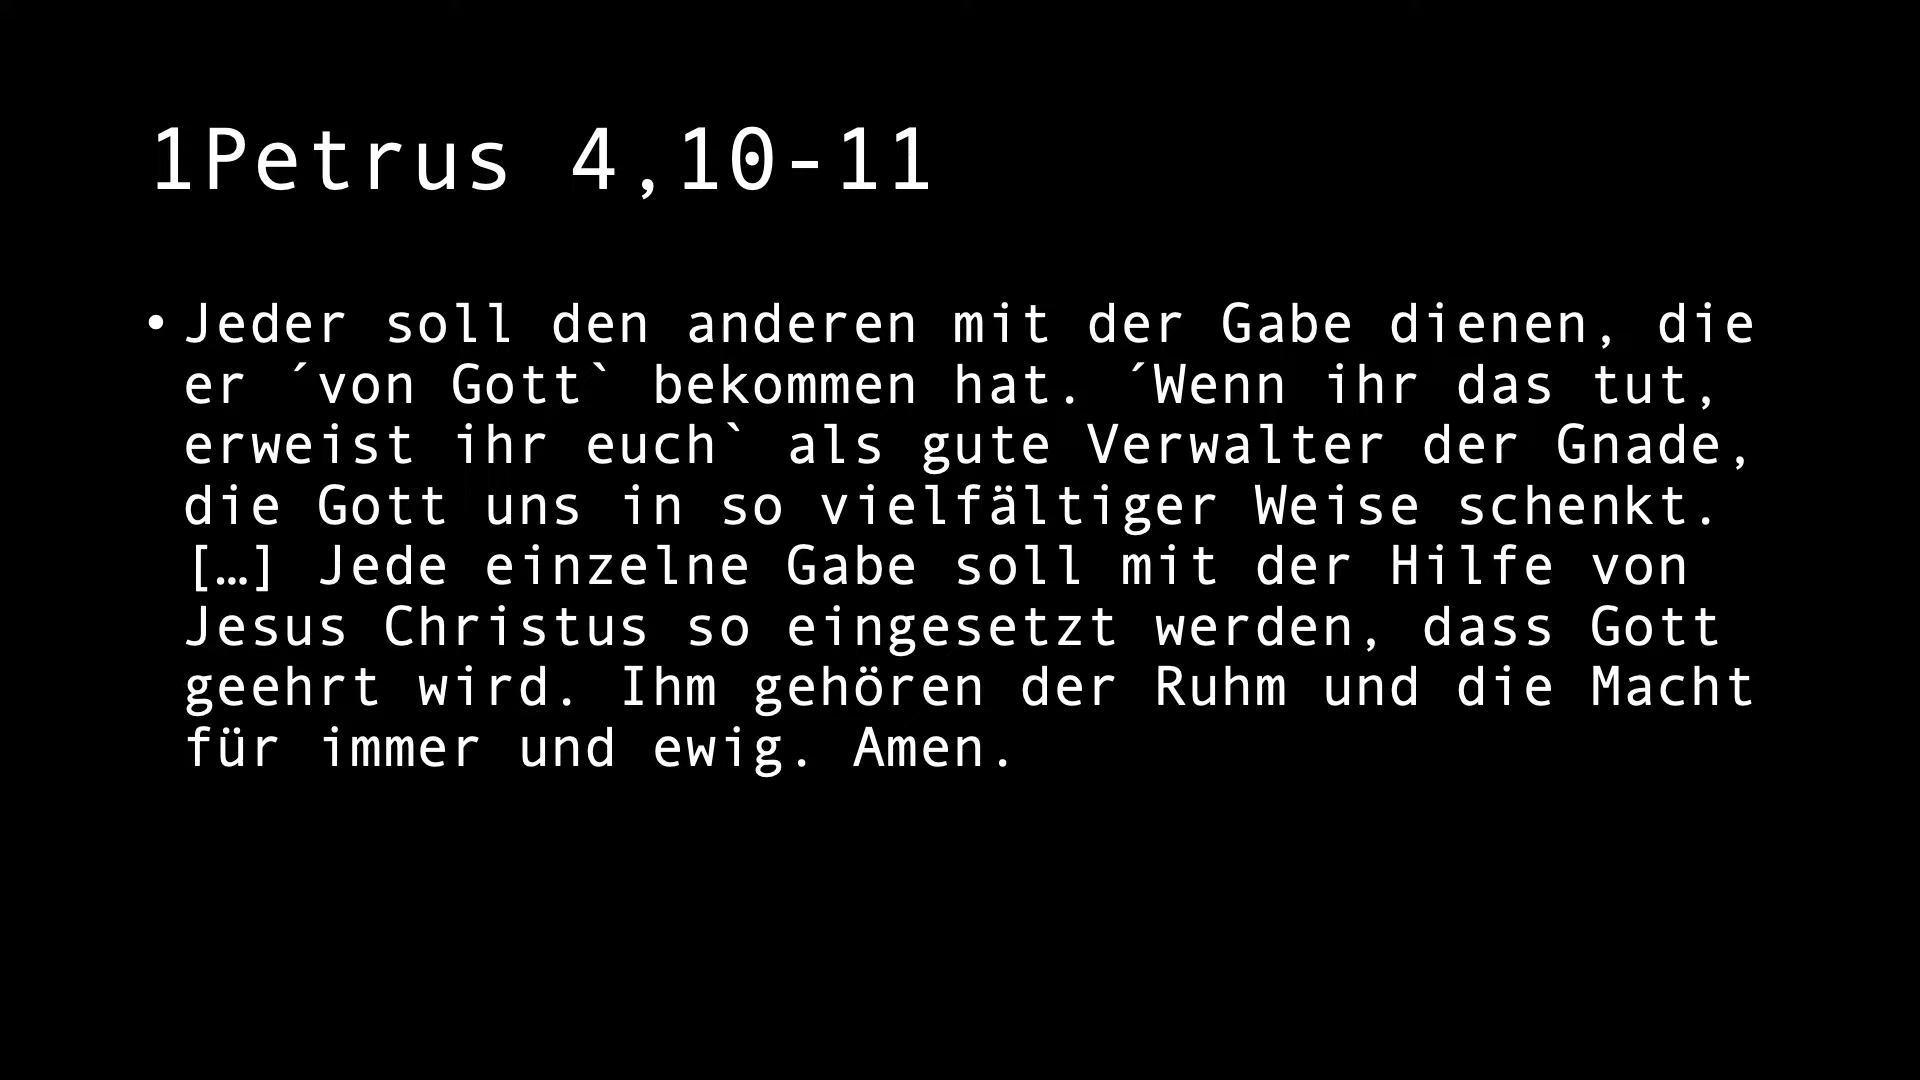 1Petrus 4,10-11
• Jeder soll den anderen mit der Gabe dienen, die
er ´von Gott` bekommen hat. ´Wenn ihr das tut,
erweist ihr euch` als gute Verwalter der Gnade,
die Gott uns in so vielfältiger Weise schenkt.
[…] Jede einzelne Gabe soll mit der Hilfe von
Jesus Christus so eingesetzt werden, dass Gott
geehrt wird. Ihm gehören der Ruhm und die Macht
für immer und ewig. Amen.